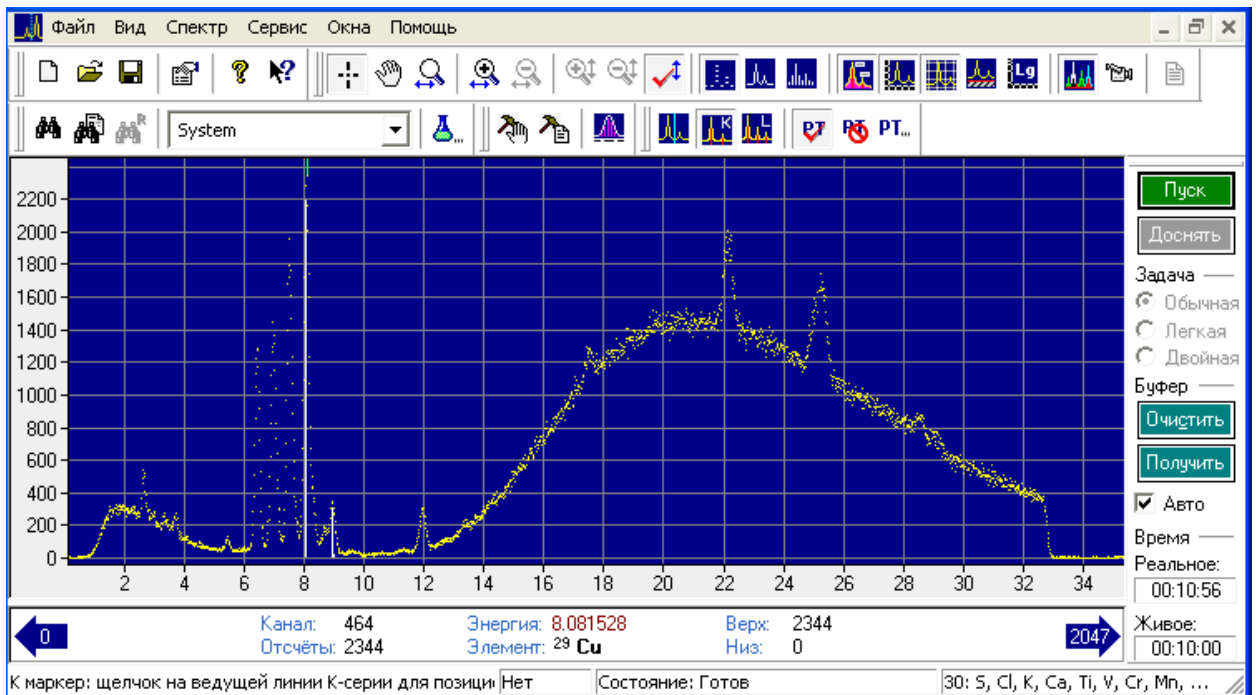 Файл Вид Спектр Сервис Окна Помощь
Lg
R System K L РТ РТ РТ...
2200
2000
1800
1600
1400
1200
1000
800
600
400
200
0
2 4 6 8 10 12 14 16 18 20 22 24 26 28 30 32 34
Пуск
Доснять
Задача
Обычная
Легкая
Двойная
Буфер
Очистить
Получить
Авто
Время
Реальное:
00:10:56
Живое:
00:10:00
0 Канал: 464 Энергия: 8.081528 Верх: 2344 2047
Отсчёты: 2344 Элемент: 29 Cu Низ: 0
К маркер: щелчок на ведущей линии К-серии для позици Нет Состояние: Готов 30: S, Cl, K, Ca, Ti, V, Cr, Mn, ...